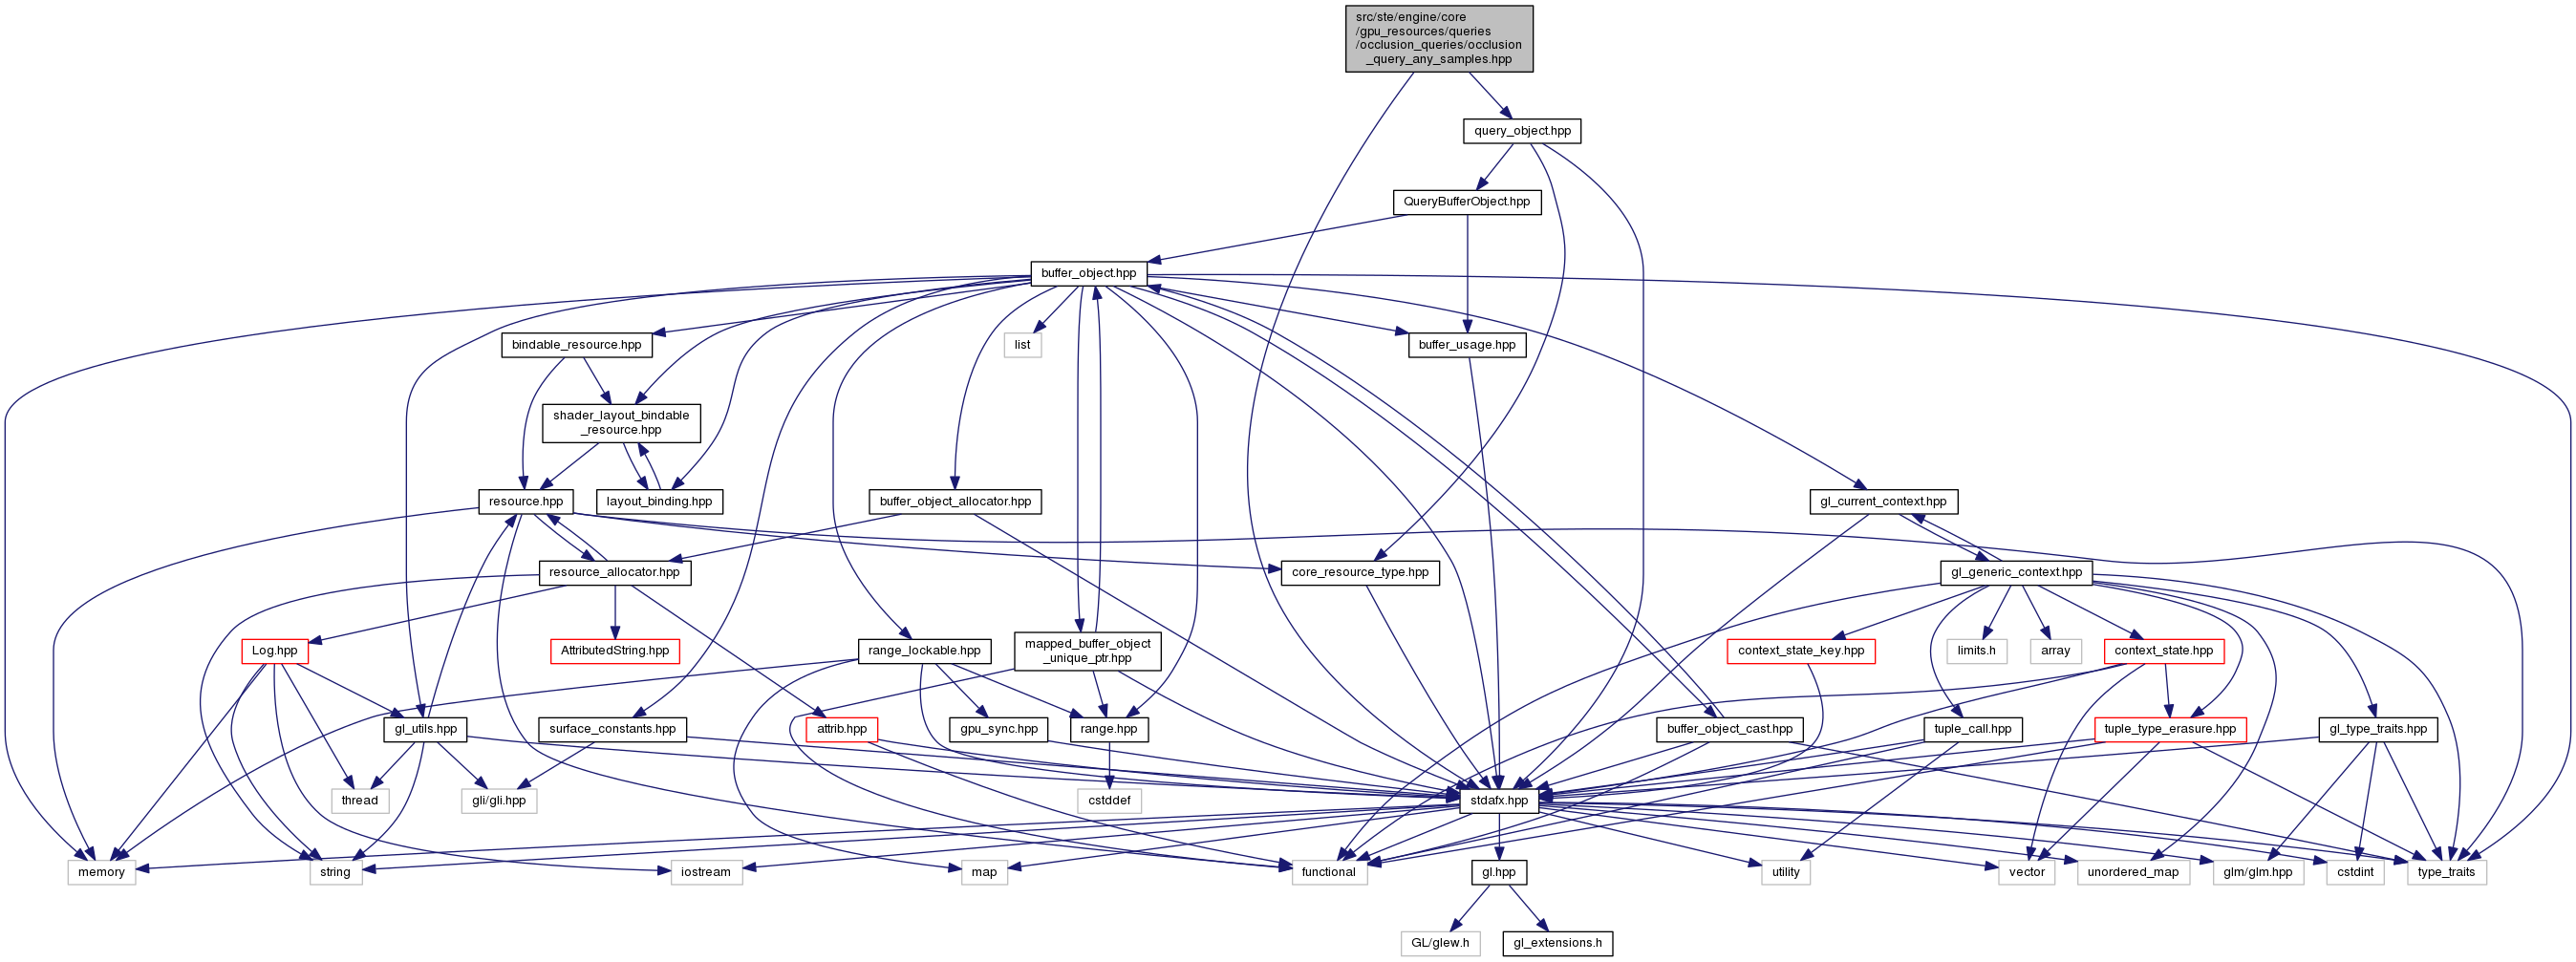 src/ste/engine/core
/gpu_resources/queries
/occlusion_queries/occlusion
_query_any_samples.hpp
query_object.hpp
QueryBufferObject.hpp
buffer_object.hpp
bindable_resource.hpp
list
buffer_usage.hpp
shader_layout_bindable
_resource.hpp
resource.hpp
layout_binding.hpp
buffer_object_allocator.hpp
gl_current_context.hpp
resource_allocator.hpp
core_resource_type.hpp
gl_generic_context.hpp
Log.hpp
AttributedString.hpp
range_lockable.hpp
mapped_buffer_object
_unique_ptr.hpp
context_state_key.hpp
limits.h
array
context_state.hpp
gl_utils.hpp
surface_constants.hpp
attrib.hpp
gpu_sync.hpp
range.hpp
buffer_object_cast.hpp
tuple_call.hpp
tuple_type_erasure.hpp
gl_type_traits.hpp
thread
gli/gli.hpp
cstddef
stdafx.hpp
memory
string
iostream
map
functional
gl.hpp
utility
vector
unordered_map
glm/glm.hpp
cstdint
type_traits
GL/glew.h
gl_extensions.h